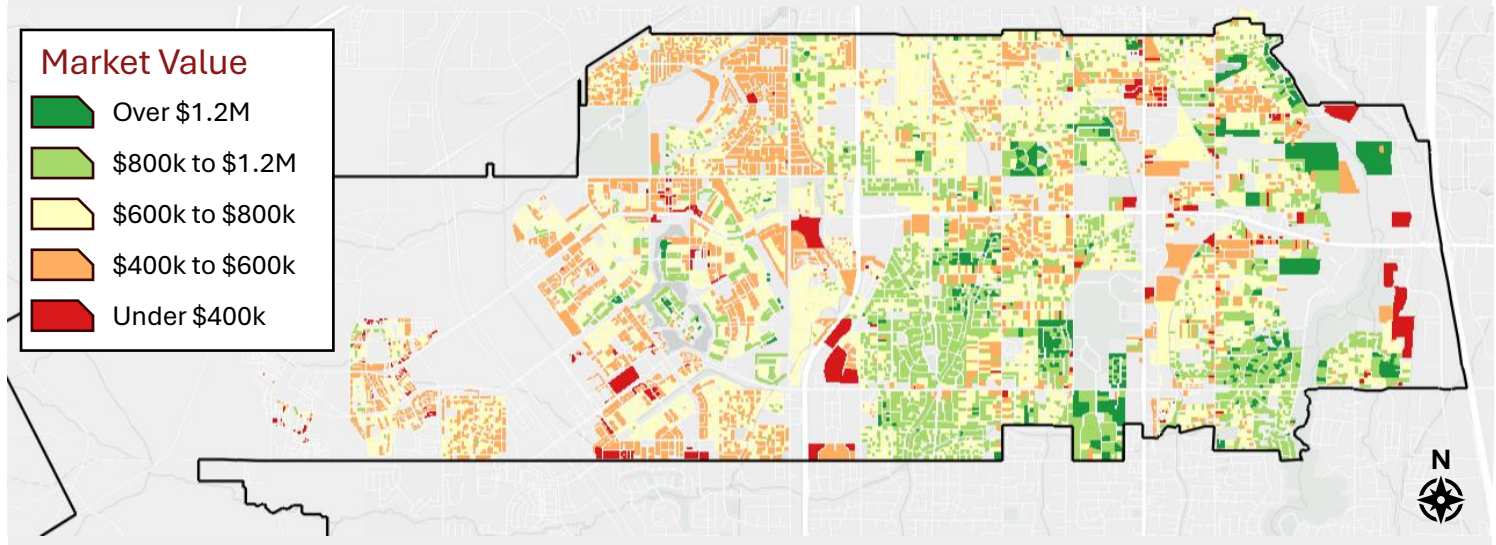 Market Value
Over $1.2M
$800k to $1.2M
$600k to $800k
$400k to $600k
Under $400k
N